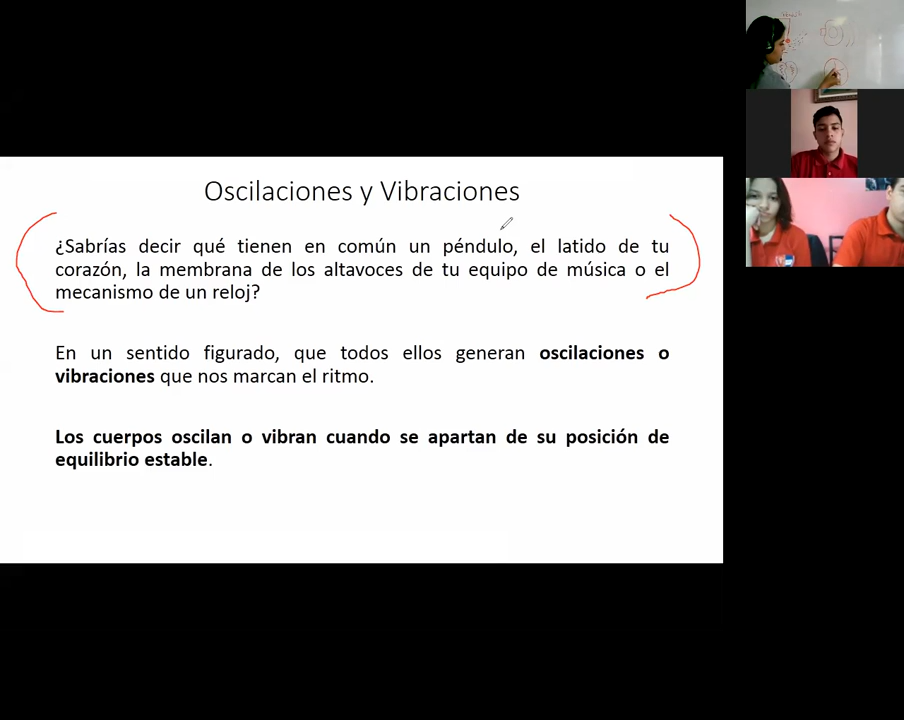 Oscilaciones y Vibraciones
¿Sabrías decir qué tienen en común un péndulo, el latido de tu
corazón, la membrana de los altavoces de tu equipo de música o el
mecanismo de un reloj?
En un sentido figurado, que todos ellos generan oscilaciones o
vibraciones que nos marcan el ritmo.
Los cuerpos oscilan o vibran cuando se apartan de su posición de
equilibrio estable.